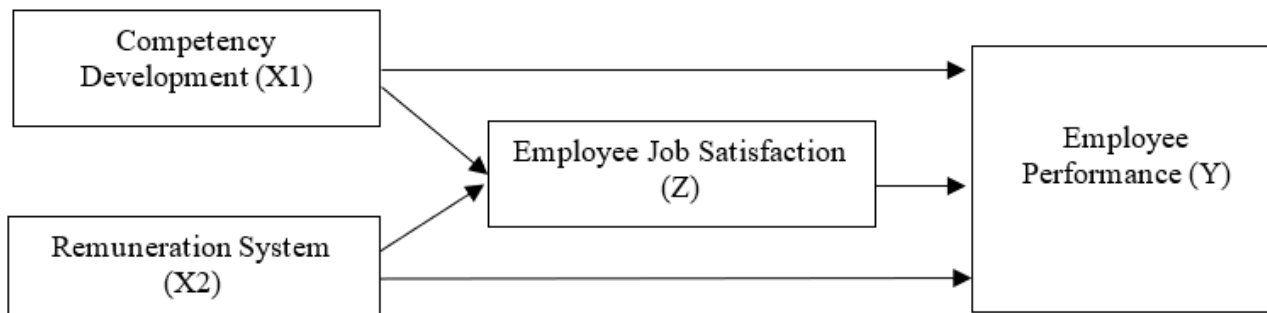 Competency
Development (X1)
Employee Job Satisfaction
(Z)
Employee
Performance (Y)
Remuneration System
(X2)